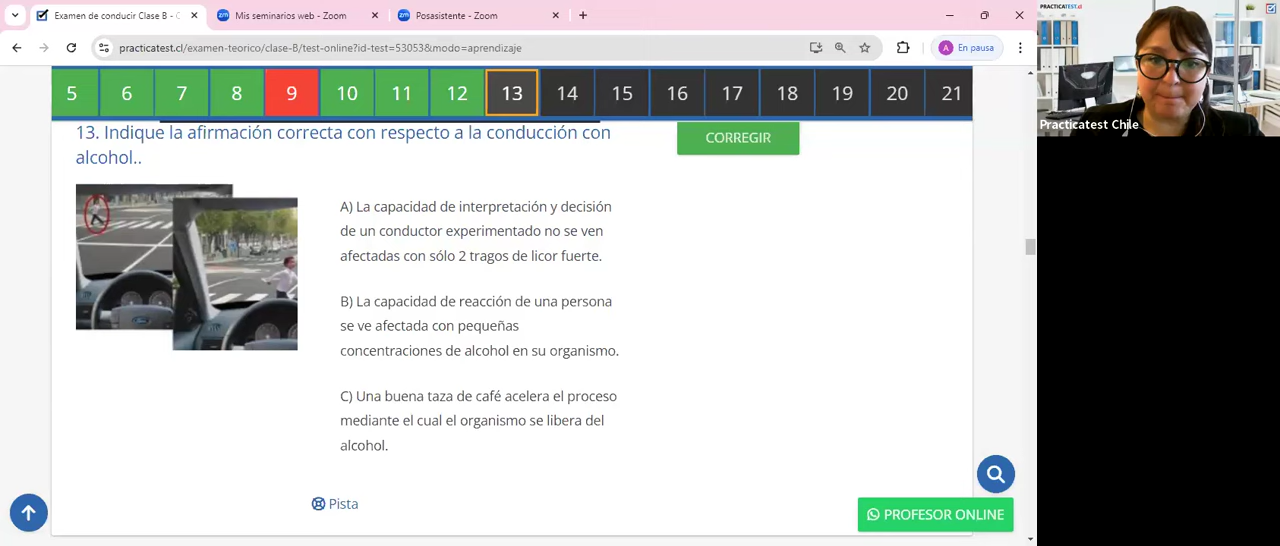 Examen de conducir Clase B - C
Mis seminarios web - Zoom
Posasistente - Zoom
practicatest.cl/examen-teorico/clase-B/test-online?id-test=53053&modo=aprendizaje
En pausa
5 6 7 8 9 10 11 12 13 14 15 16 17 18 19 20 21
13. Indique la afirmación correcta con respecto a la conducción con
alcohol..
CORREGIR
A) La capacidad de interpretación y decisión
de un conductor experimentado no se ven
afectadas con sólo 2 tragos de licor fuerte.
B) La capacidad de reacción de una persona
se ve afectada con pequeñas
concentraciones de alcohol en su organismo.
C) Una buena taza de café acelera el proceso
mediante el cual el organismo se libera del
alcohol.
Pista
PROFESOR ONLINE
PRACTICATEST.cl
Practicatest Chile